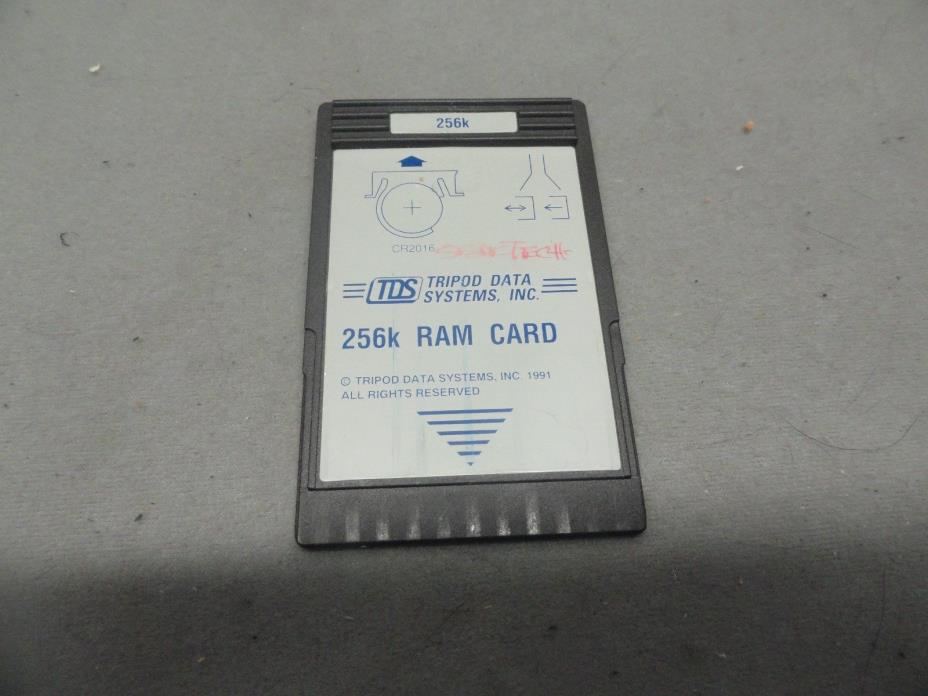 256k
CR2016
TDS TRIPOD DATA
SYSTEMS, INC.
256k RAM CARD
© TRIPOD DATA SYSTEMS, INC. 1991
ALL RIGHTS RESERVED